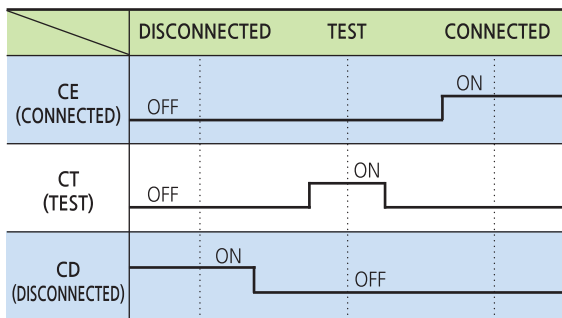 DISCONNECTED TEST CONNECTED
CE
(CONNECTED)
OFF
ON
CT
(TEST)
OFF
ON
CD
(DISCONNECTED)
ON
OFF